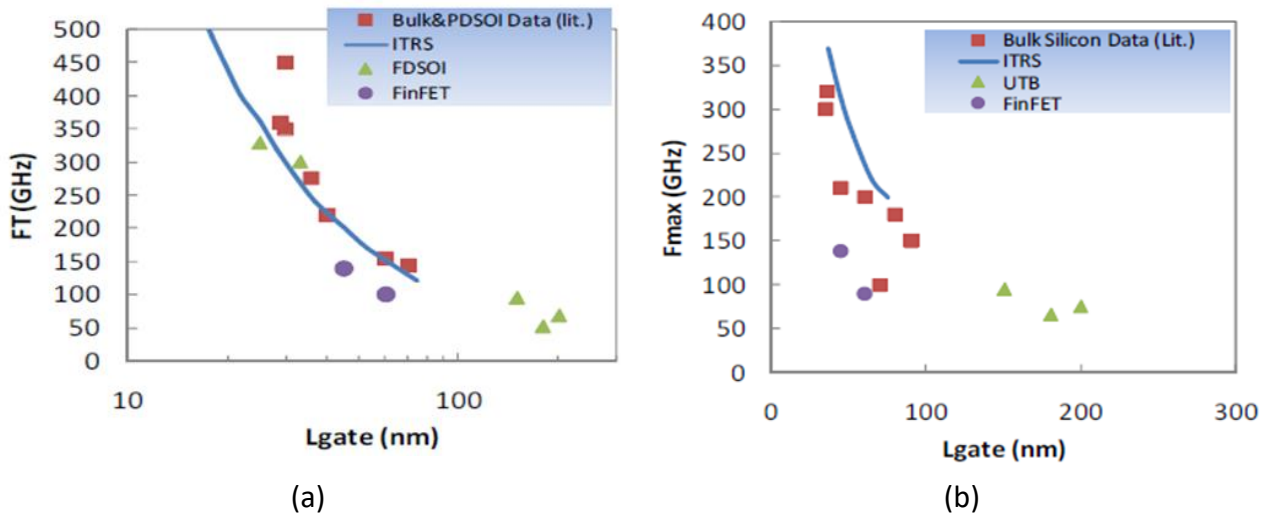 500
450
400
350
300
250
200
150
100
50
0
FT (GHz)
Bulk&PDSOI Data (lit.)
ITRS
FDSOI
FinFET
10
100
Lgate (nm)
(a)
400
350
300
250
200
150
100
50
0
Fmax (GHz)
Bulk Silicon Data (Lit.)
ITRS
UTB
FinFET
0
100
200
300
Lgate (nm)
(b)